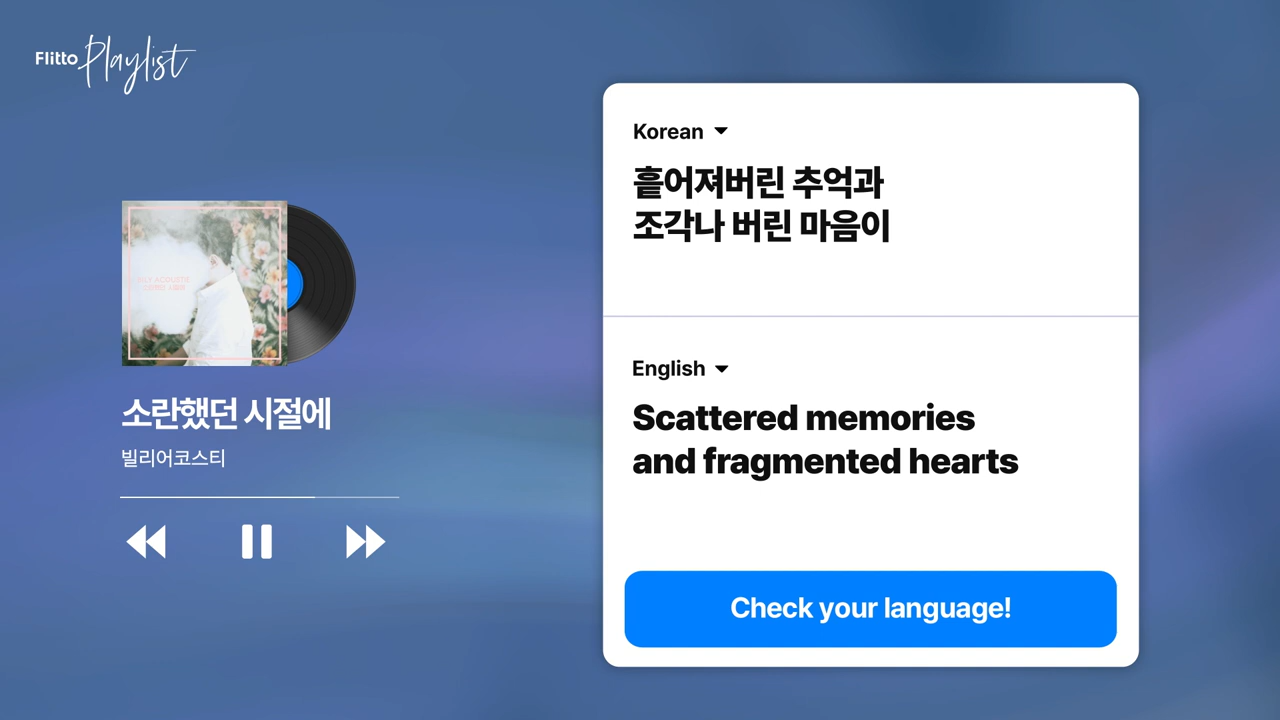 Flitto Playlist
소란했던 시절에
빌리어코스티
Korean
흩어져버린 추억과
조각나 버린 마음이
English
Scattered memories
and fragmented hearts
Check your language!